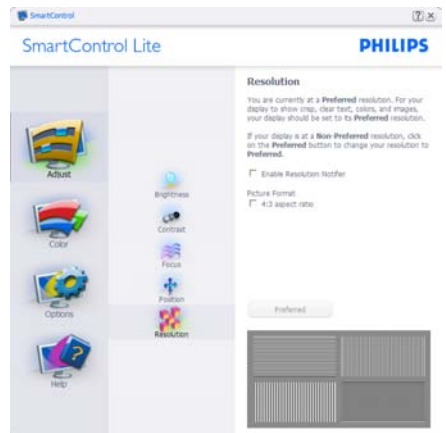 SmartControl
SmartControl Lite
PHILIPS
Adjust
Color
Options
Help
Brightness
Contrast
Focus
Position
Resolution
Resolution
You are currently at a Preferred resolution. For your
display to show crisp, clear text, colors, and images,
your display should be set to its Preferred resolution.
If your display is at a Non-Preferred resolution, click
on the Preferred button to change your resolution to
Preferred.
Enable Resolution Notifier
Picture Format
4:3 aspect ratio
Preferred